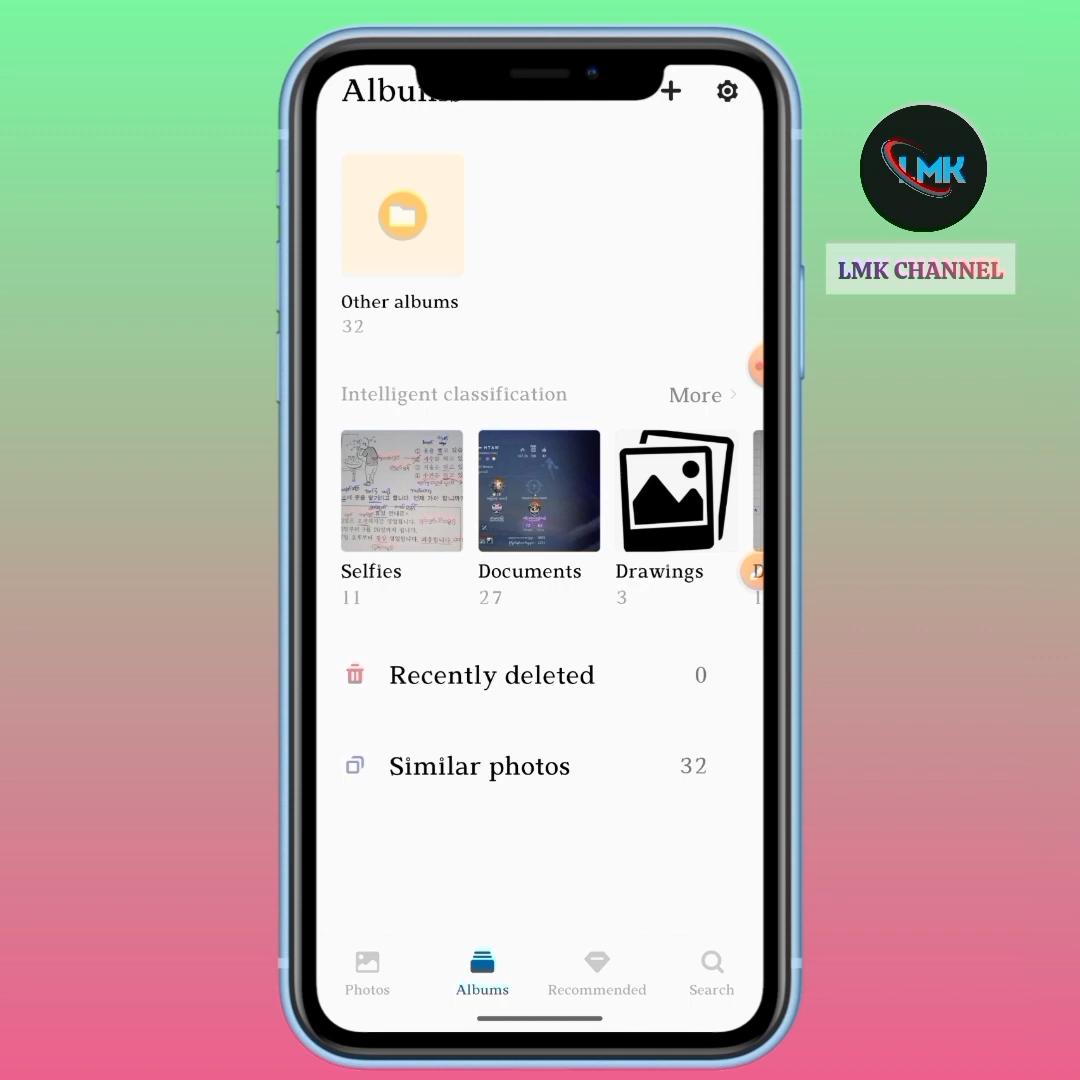 Albums
LMK
LMK CHANNEL
Other albums
32
Intelligent classification
More
Selfies
11
Documents
27
Drawings
3
D
1
Recently deleted
0
Similar photos
32
Photos
Albums
Recommended
Search